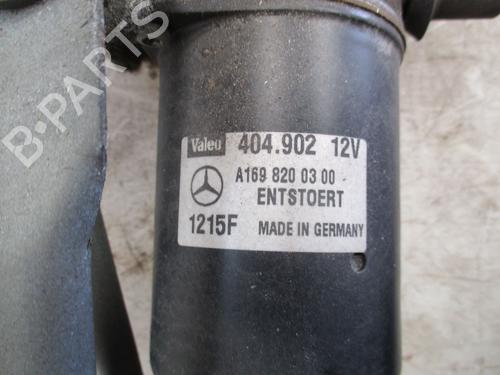 B-PARTS
Valeo 404.902 12V
A169 820 03 00
ENTSTOERT
1215F MADE IN GERMANY